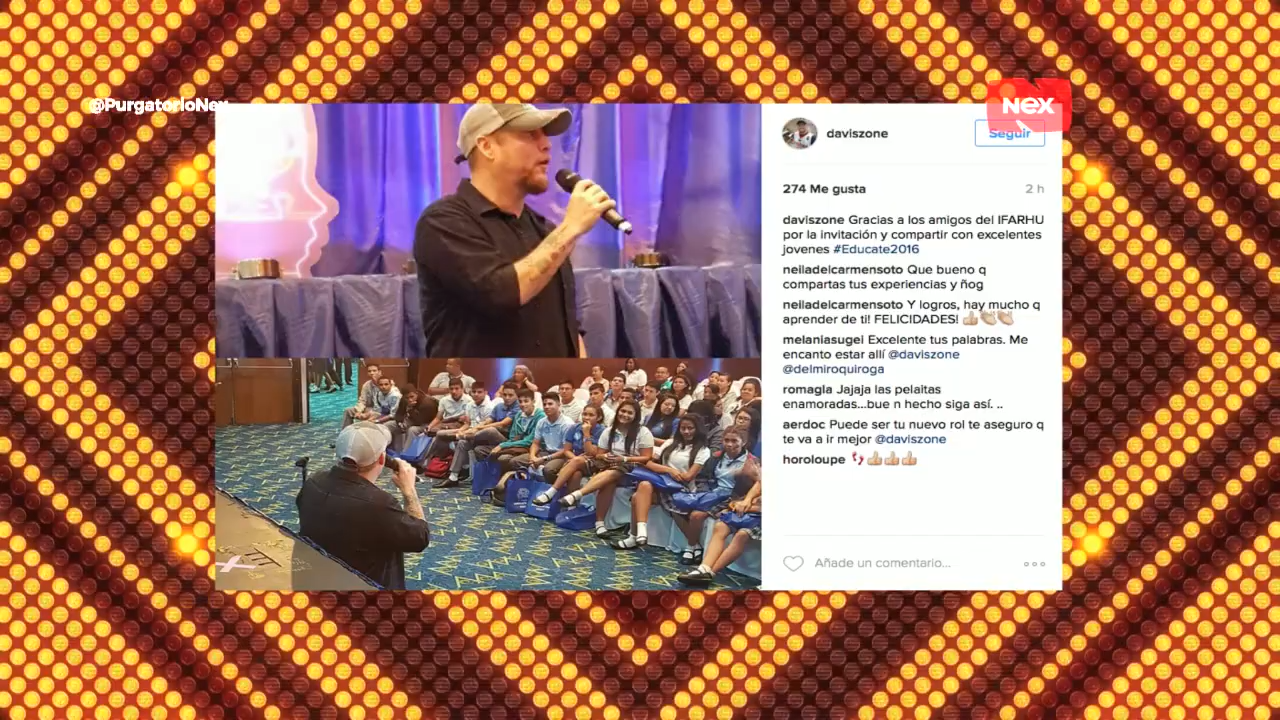 @PurgatorioNex
nex
daviszone
Seguir
274 Me gusta
2 h
daviszone Gracias a los amigos del IFARHU
por la invitación y compartir con excelentes
jovenes #Educate2016
neiladelcarmensoto Que bueno q
compartas tus experiencias y ñog
neiladelcarmensoto Y logros, hay mucho q
aprender de ti! FELICIDADES! 👍👏👏
melaniasugei Excelente tus palabras. Me
encanto estar allí @daviszone
@delmiroquiroga
romagla Jajaja las pelaitas
enamoradas...bue n hecho siga así. ..
aerdoc Puede ser tu nuevo rol te aseguro q
te va a ir mejor @daviszone
horoloupe 👣👍👍👍
Añade un comentario...